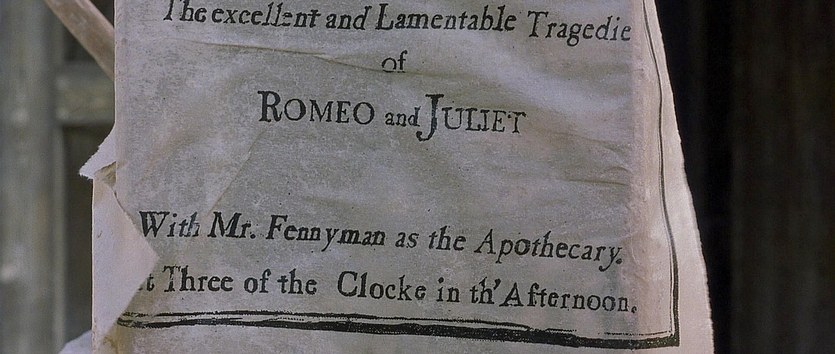 The excellent and Lamentable Tragedie
of
ROMEO and JULIET
With Mr. Fennyman as the Apothecary.
t Three of the Clocke in th' Afternoon.